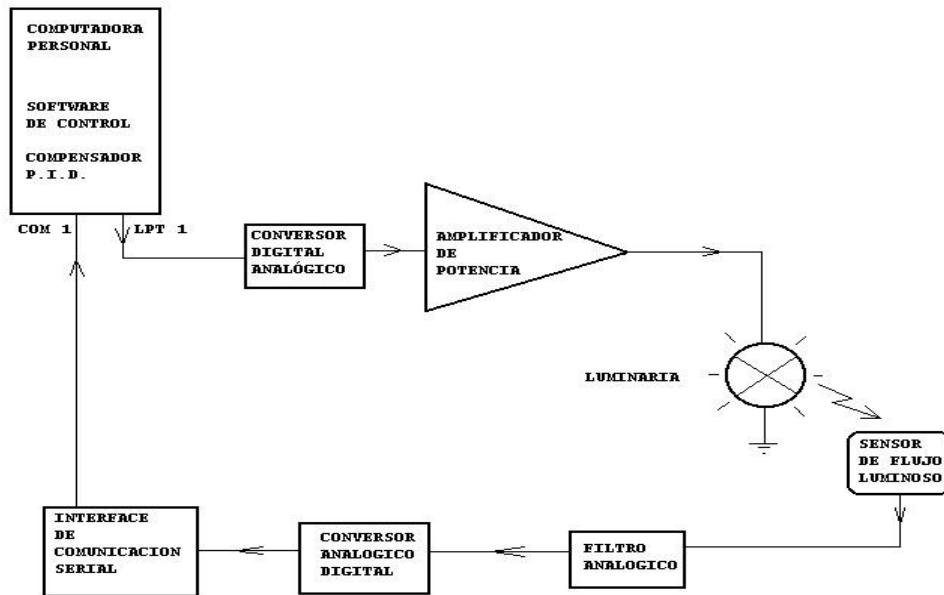 COMPUTADORA
PERSONAL
SOFTWARE
DE CONTROL
COMPENSADOR
P.I.D.
COM 1
LPT 1
CONVERSOR
DIGITAL
ANALÓGICO
AMPLIFICADOR
DE
POTENCIA
LUMINARIA
SENSOR
DE FLUJO
LUMINOSO
INTERFACE
DE
COMUNICACION
SERIAL
CONVERSOR
ANALOGICO
DIGITAL
FILTRO
ANALOGICO